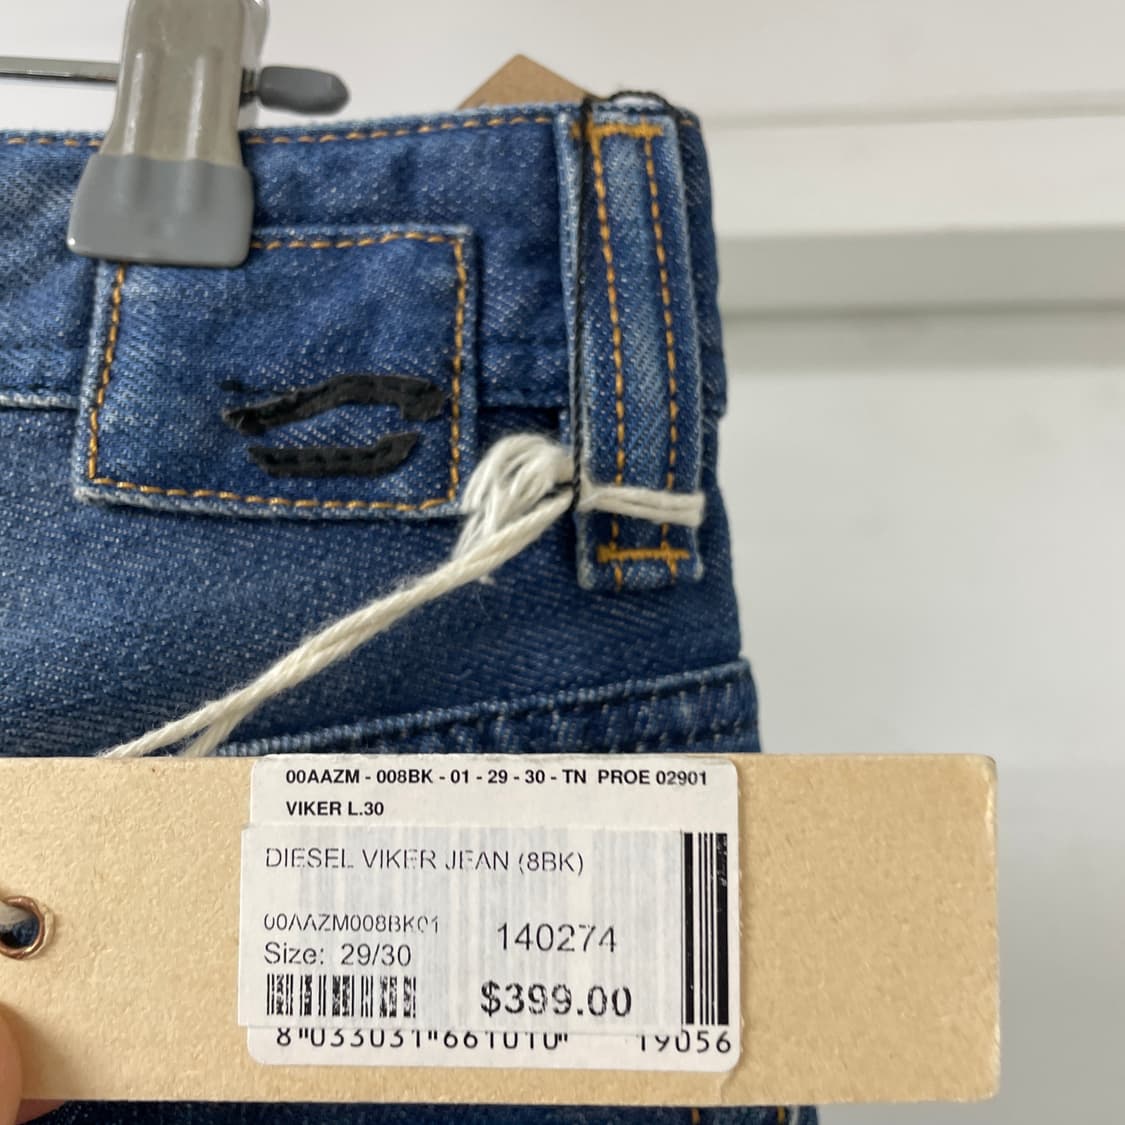 00AAZM - 008BK - 01 - 29 - 30 - TN PROE 02901
VIKER L.30
DIESEL VIKER JEAN (8BK)
00AAZM008BK01
140274
Size: 29/30
$399.00
8"033031"661010" 19056